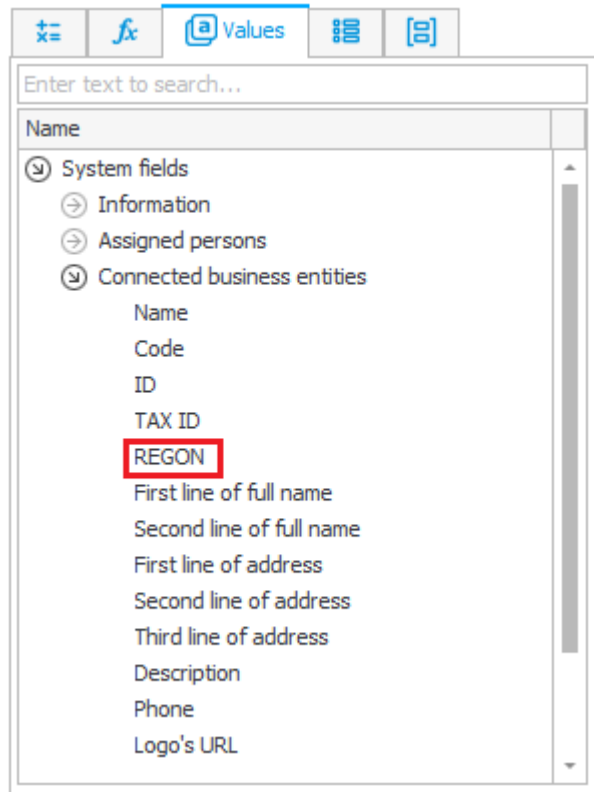 fx
Values
Enter text to search...
Name
System fields
Information
Assigned persons
Connected business entities
Name
Code
ID
TAX ID
REGON
First line of full name
Second line of full name
First line of address
Second line of address
Third line of address
Description
Phone
Logo's URL